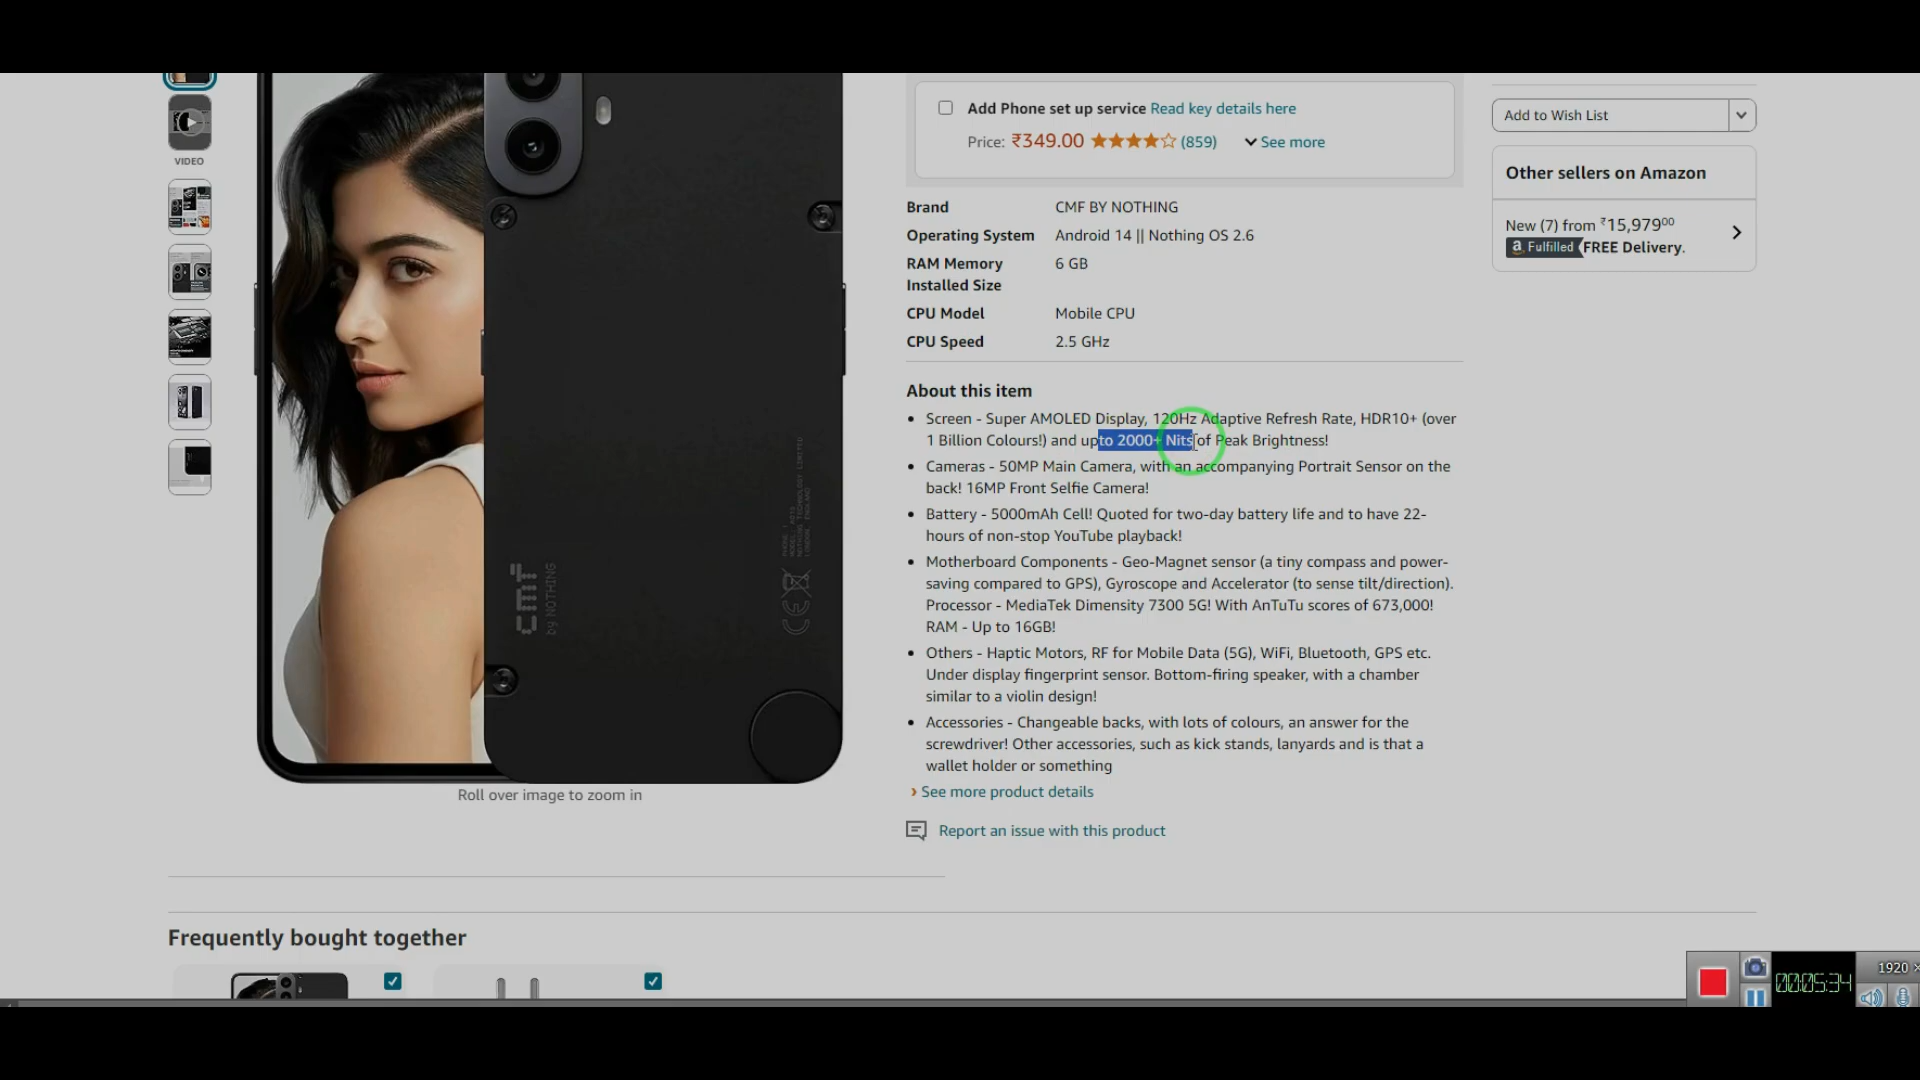 Add Phone set up service Read key details here
Price: ₹349.00 (859) See more
Add to Wish List
VIDEO
Other sellers on Amazon
New (7) from ₹15,979⁰⁰
a Fulfilled FREE Delivery.
Brand CMF BY NOTHING
Operating System Android 14 || Nothing OS 2.6
RAM Memory 6 GB
Installed Size
CPU Model Mobile CPU
CPU Speed 2.5 GHz
About this item
Screen - Super AMOLED Display, 120Hz Adaptive Refresh Rate, HDR10+ (over
1 Billion Colours!) and upto 2000+ Nits of Peak Brightness!
Cameras - 50MP Main Camera, with an accompanying Portrait Sensor on the
back! 16MP Front Selfie Camera!
Battery - 5000mAh Cell! Quoted for two-day battery life and to have 22-
hours of non-stop YouTube playback!
Motherboard Components - Geo-Magnet sensor (a tiny compass and power-
saving compared to GPS), Gyroscope and Accelerator (to sense tilt/direction).
Processor - MediaTek Dimensity 7300 5G! With AnTuTu scores of 673,000!
RAM - Up to 16GB!
Others - Haptic Motors, RF for Mobile Data (5G), WiFi, Bluetooth, GPS etc.
Under display fingerprint sensor. Bottom-firing speaker, with a chamber
similar to a violin design!
Accessories - Changeable backs, with lots of colours, an answer for the
screwdriver! Other accessories, such as kick stands, lanyards and is that a
wallet holder or something
See more product details
Report an issue with this product
cmf
by NOTHING
Roll over image to zoom in
Frequently bought together
00:05:34
1920 ×